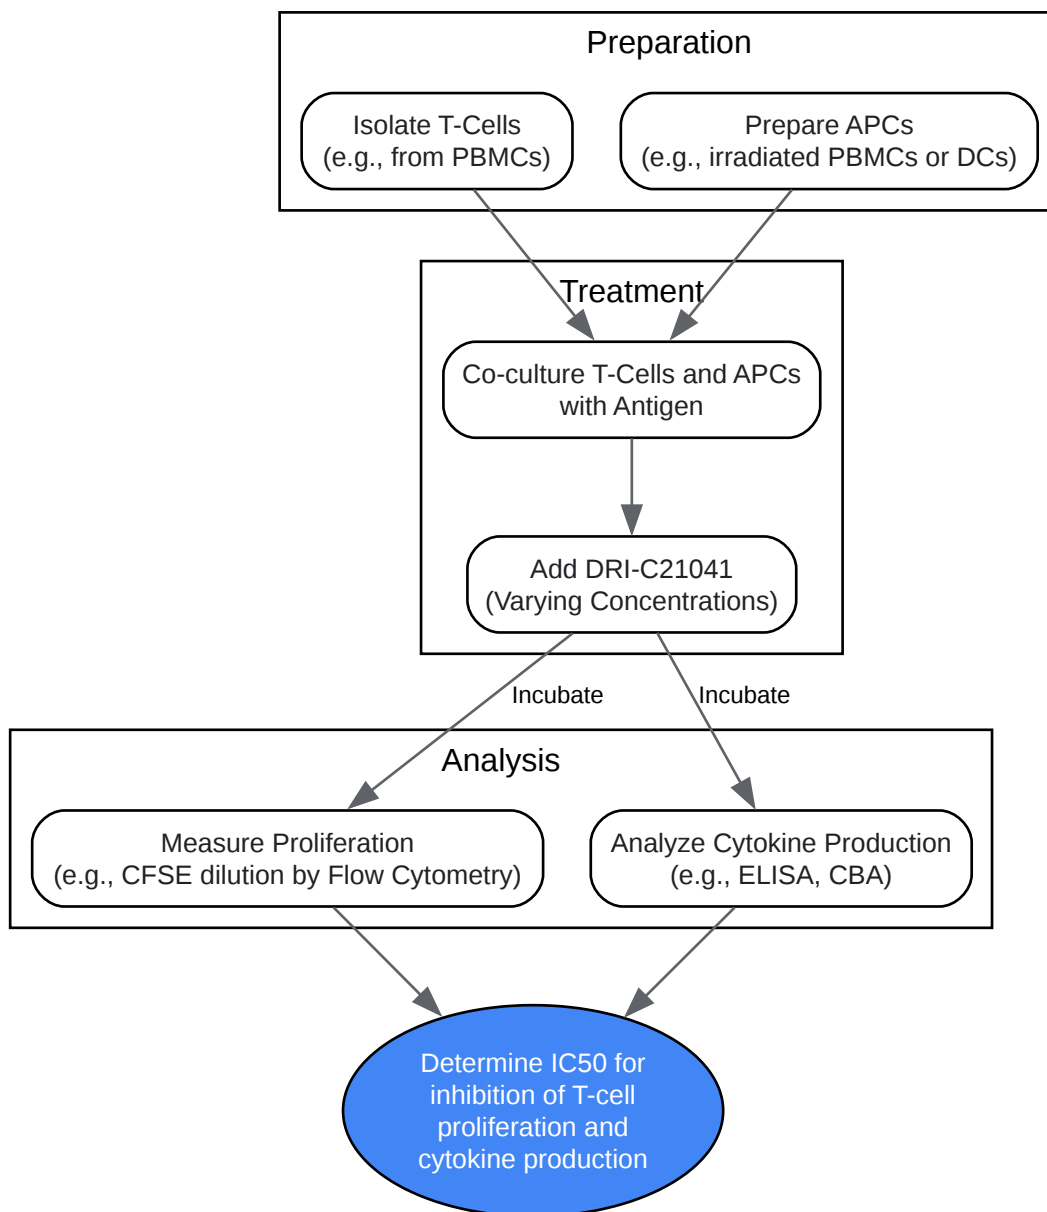 Preparation
Isolate T-Cells
(e.g., from PBMCs)
Prepare APCs
(e.g., irradiated PBMCs or DCs)
Treatment
Co-culture T-Cells and APCs
with Antigen
Add DRI-C21041
(Varying Concentrations)
Incubate
Incubate
Analysis
Measure Proliferation
(e.g., CFSE dilution by Flow Cytometry)
Analyze Cytokine Production
(e.g., ELISA, CBA)
Determine IC50 for
inhibition of T-cell
proliferation and
cytokine production